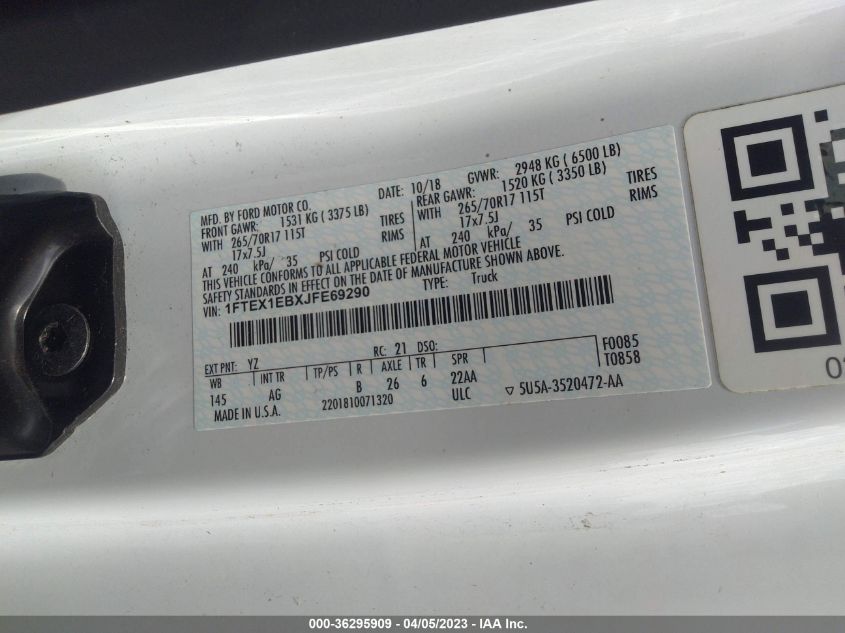 MFD. BY FORD MOTOR CO.
DATE: 10/18 GVWR: 2948 KG ( 6500 LB)
FRONT GAWR: 1531 KG ( 3375 LB)
REAR GAWR: 1520 KG ( 3350 LB)
WITH 265/70R17 115T TIRES
WITH 265/70R17 115T TIRES
17x7.5J RIMS
17x7.5J RIMS
AT 240 kPa/ 35 PSI COLD
AT 240 kPa/ 35 PSI COLD
THIS VEHICLE CONFORMS TO ALL APPLICABLE FEDERAL MOTOR VEHICLE
SAFETY STANDARDS IN EFFECT ON THE DATE OF MANUFACTURE SHOWN ABOVE.
VIN: 1FTEX1EBXJFE69290
TYPE: Truck
EXT PNT: YZ RC: 21 DSO: F0085
T0858
WB INT TR TP/PS R AXLE TR SPR
145 AG B 26 6 22AA
ULC
MADE IN U.S.A. 2201810071320 5U5A-3520472-AA
000-36295909 - 04/05/2023 - IAA Inc.